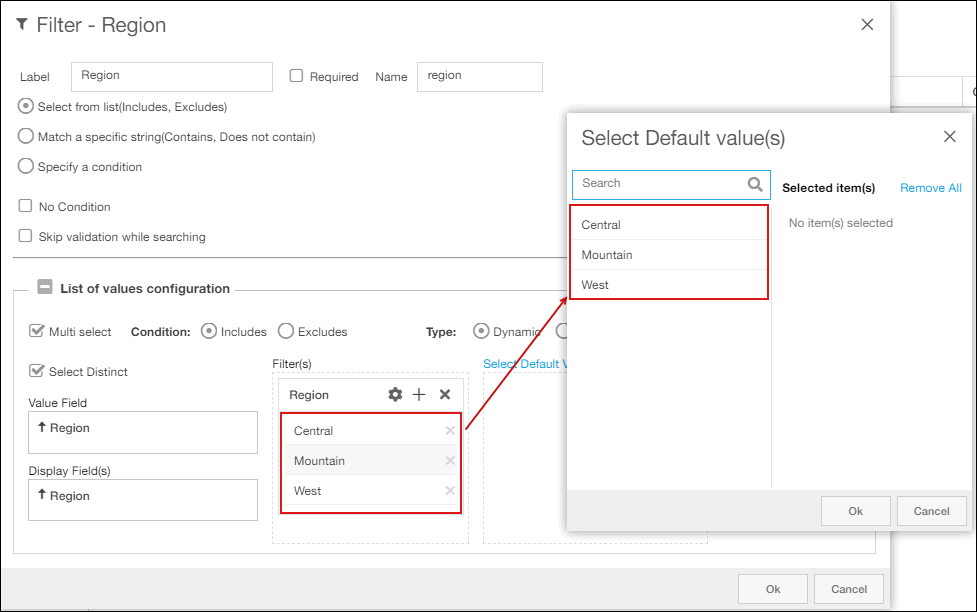 Filter - Region
Label Region Required Name region
Select from list(Includes, Excludes)
Match a specific string(Contains, Does not contain)
Specify a condition
No Condition
Skip validation while searching
List of values configuration
Multi select Condition: Includes Excludes Type: Dynamic
Select Distinct
Filter(s)
Select Default V
Value Field
Region
Display Field(s)
Region
Region
Central
Mountain
West
Ok Cancel
Select Default value(s)
Search
Selected item(s) Remove All
No item(s) selected
Central
Mountain
West
Ok Cancel